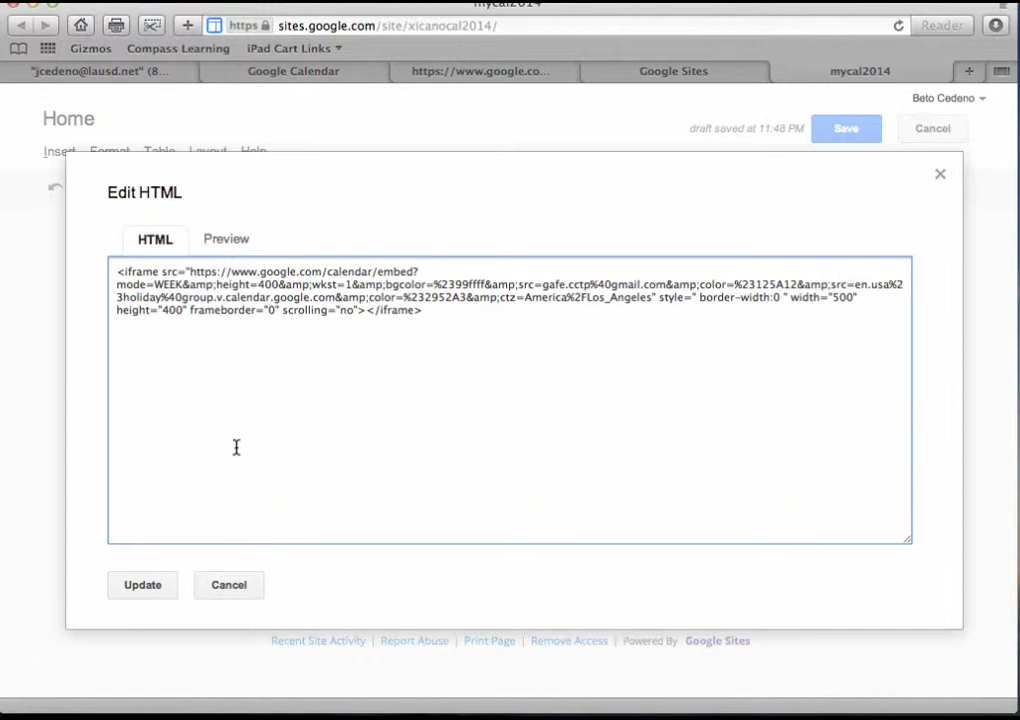 mycal2014
https sites.google.com/site/xicanocal2014/ Reader
Gizmos Compass Learning iPad Cart Links
"jcedeno@lausd.net" (8... Google Calendar https://www.google.co... Google Sites mycal2014
Beto Cedeno
Home draft saved at 11:48 PM Save Cancel
Insert Format Table Layout Help
Edit HTML
HTML Preview
<iframe src="https://www.google.com/calendar/embed?
mode=WEEK&amp;height=400&amp;wkst=1&amp;bgcolor=%2399ffff&amp;src=gafe.cctp%40gmail.com&amp;color=%23125A12&amp;src=en.usa%2
3holiday%40group.v.calendar.google.com&amp;color=%232952A3&amp;ctz=America%2FLos_Angeles" style=" border-width:0 " width="500"
height="400" frameborder="0" scrolling="no"></iframe>
Update Cancel
Recent Site Activity | Report Abuse | Print Page | Remove Access | Powered By Google Sites